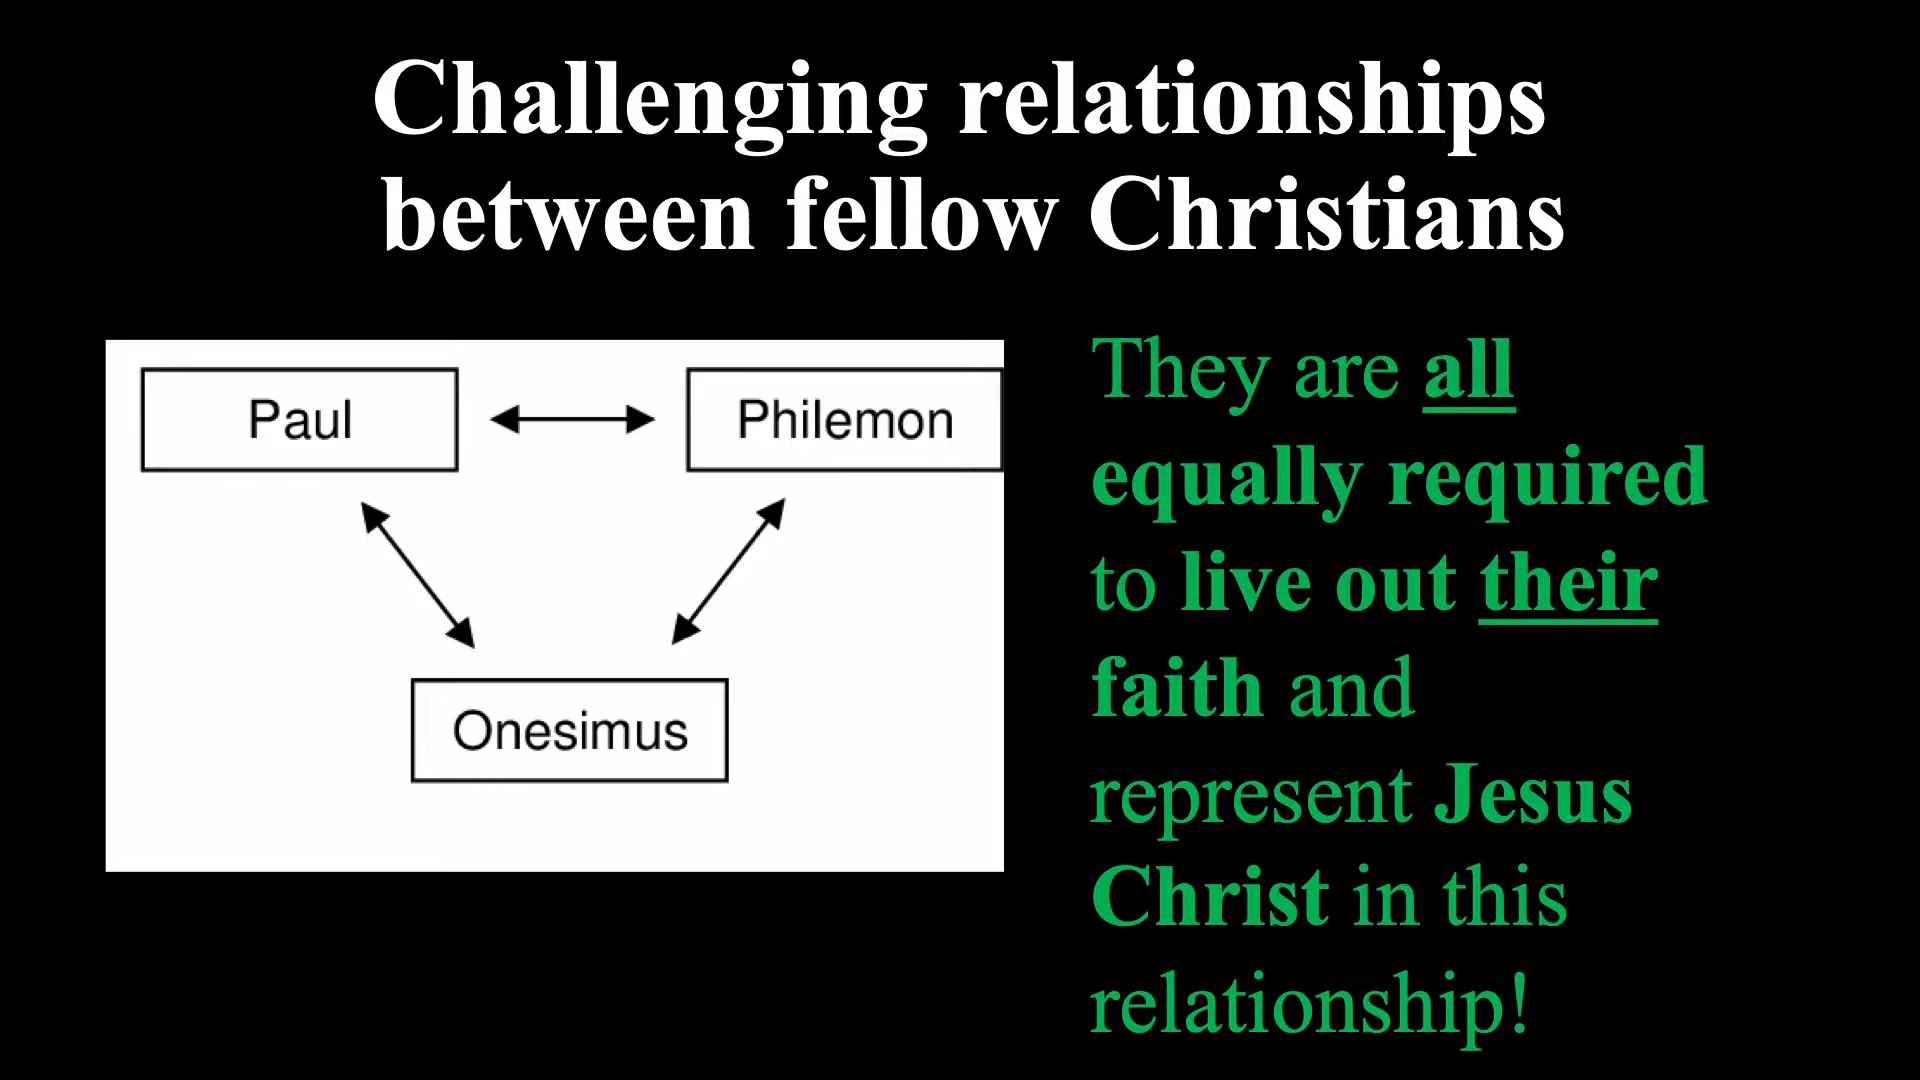 Challenging relationships
between fellow Christians
Paul
Philemon
Onesimus
They are all
equally required
to live out their
faith and
represent Jesus
Christ in this
relationship!